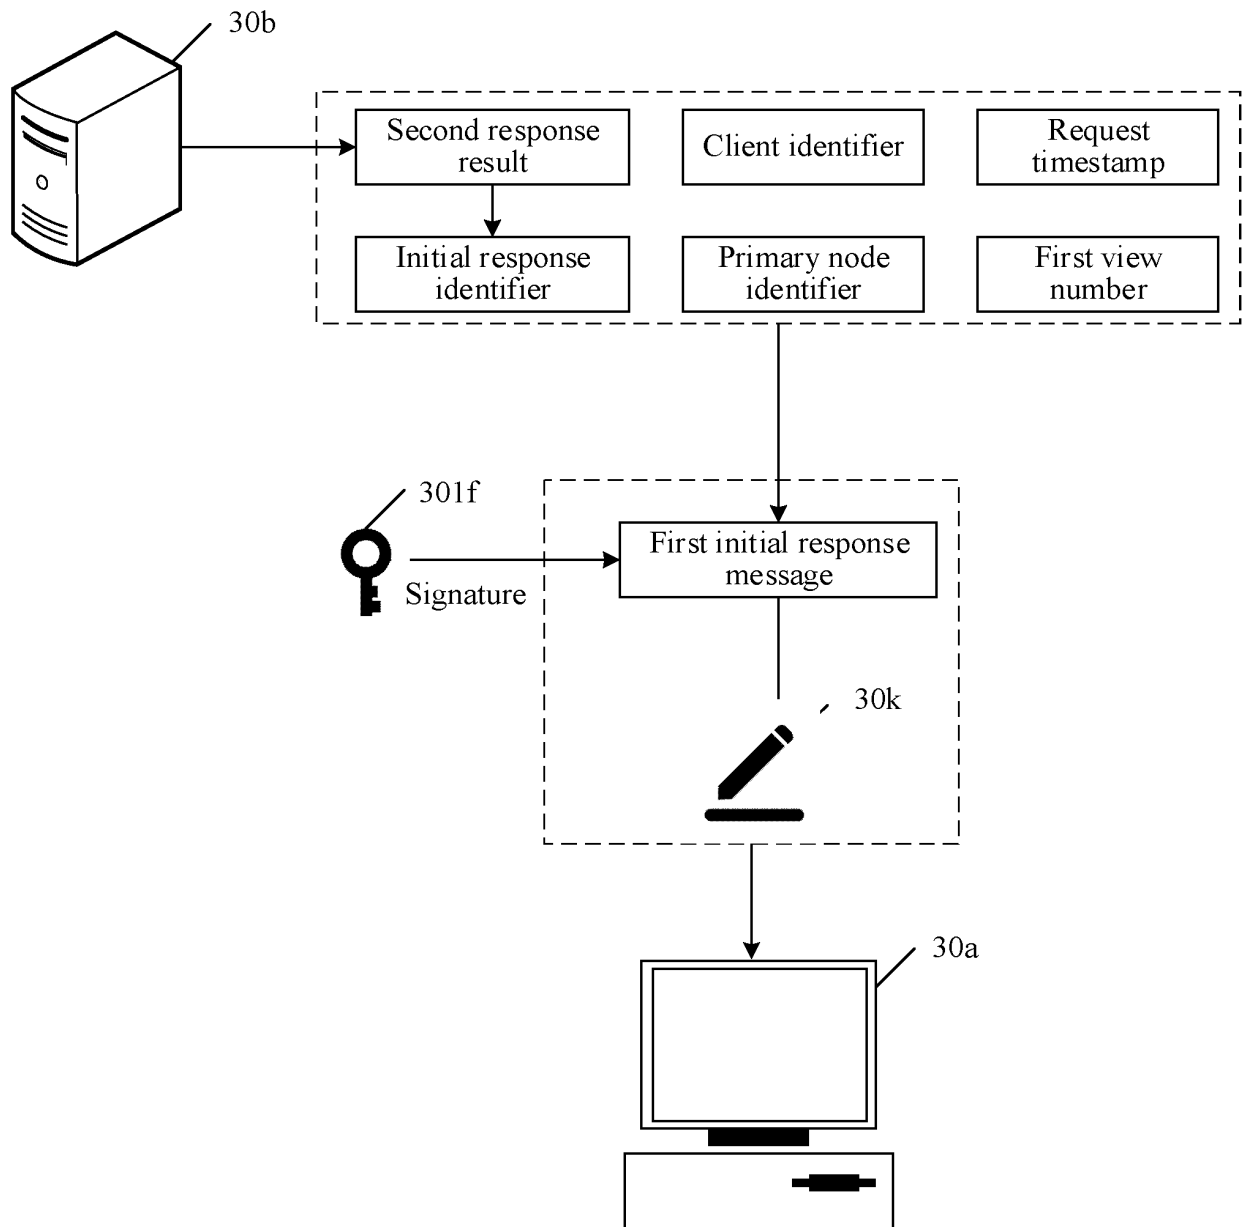 30b
Second response
result
Client identifier
Request
timestamp
Initial response
identifier
Primary node
identifier
First view
number
301f
Signature
First initial response
message
30k
30a